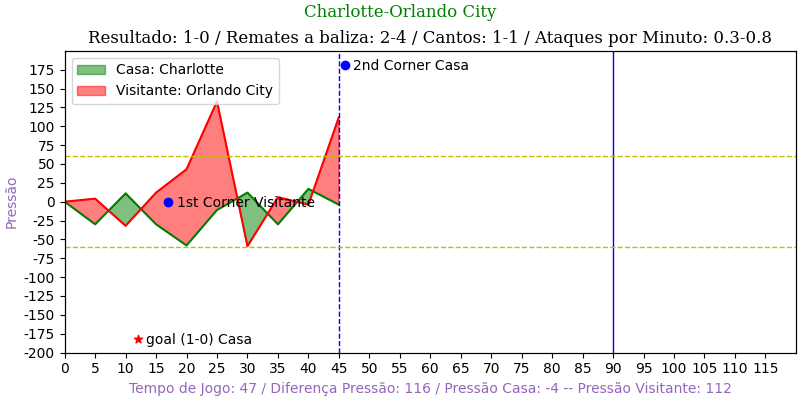 Charlotte-Orlando City
Resultado: 1-0 / Remates a baliza: 2-4 / Cantos: 1-1 / Ataques por Minuto: 0.3-0.8
Casa: Charlotte
Visitante: Orlando City
2nd Corner Casa
1st Corner Visitante
goal (1-0) Casa
Pressão
175
150
125
100
75
50
25
0
-25
-50
-75
-100
-125
-150
-175
-200
0 5 10 15 20 25 30 35 40 45 50 55 60 65 70 75 80 85 90 95 100 105 110 115
Tempo de Jogo: 47 / Diferença Pressão: 116 / Pressão Casa: -4 -- Pressão Visitante: 112